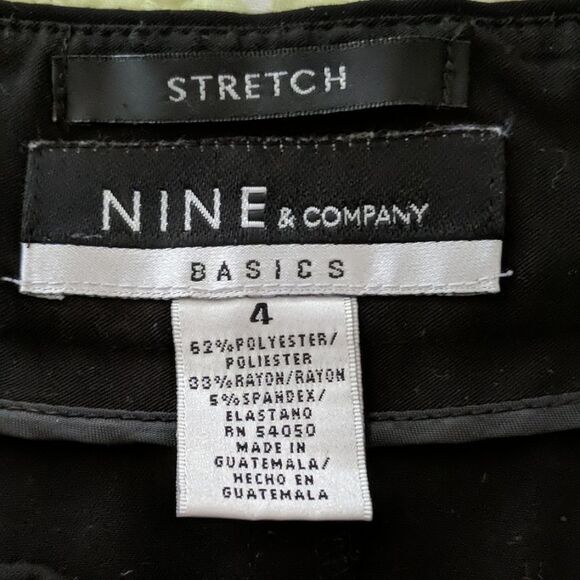 STRETCH
NINE & COMPANY
BASICS
4
62%POLYESTER/
POLIESTER
33%RAYON/RAYON
5%SPANDEX/
ELASTANO
RN 54050
MADE IN
GUATEMALA/
HECHO EN
GUATEMALA